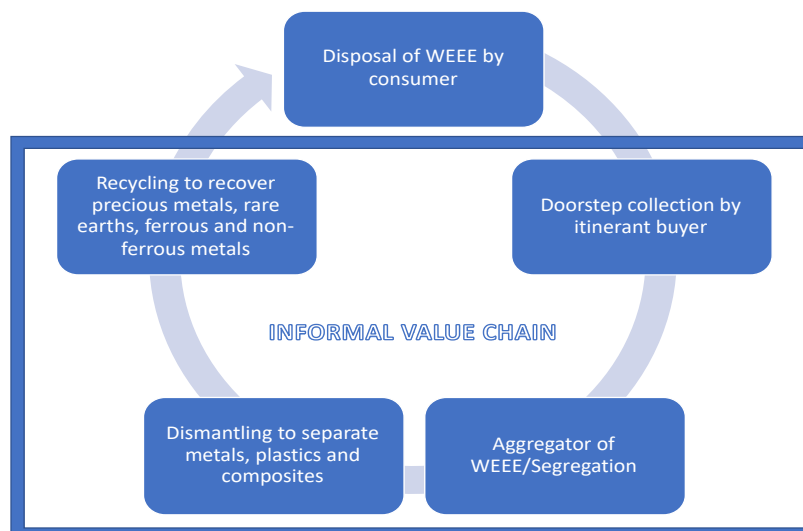 Disposal of WEEE by
consumer
Doorstep collection by
itinerant buyer
Aggregator of
WEEE/Segregation
Dismantling to separate
metals, plastics and
composites
Recycling to recover
precious metals, rare
earths, ferrous and non-
ferrous metals
INFORMAL VALUE CHAIN